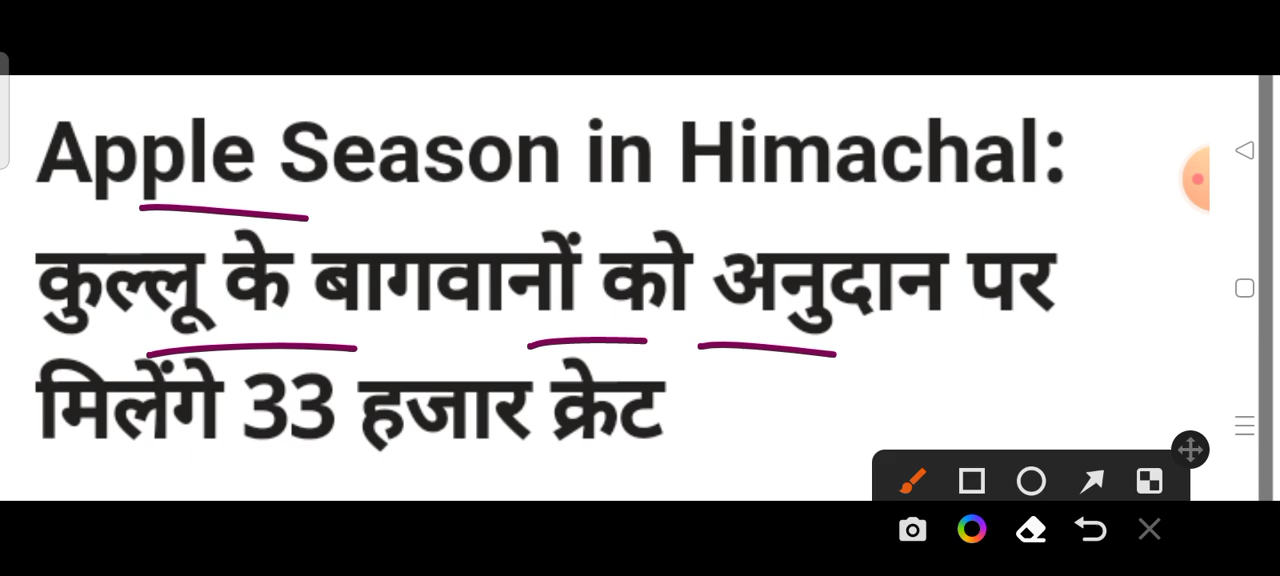 Apple Season in Himachal:
कुल्लू के बागवानों को अनुदान पर
मिलेंगे 33 हजार क्रेट